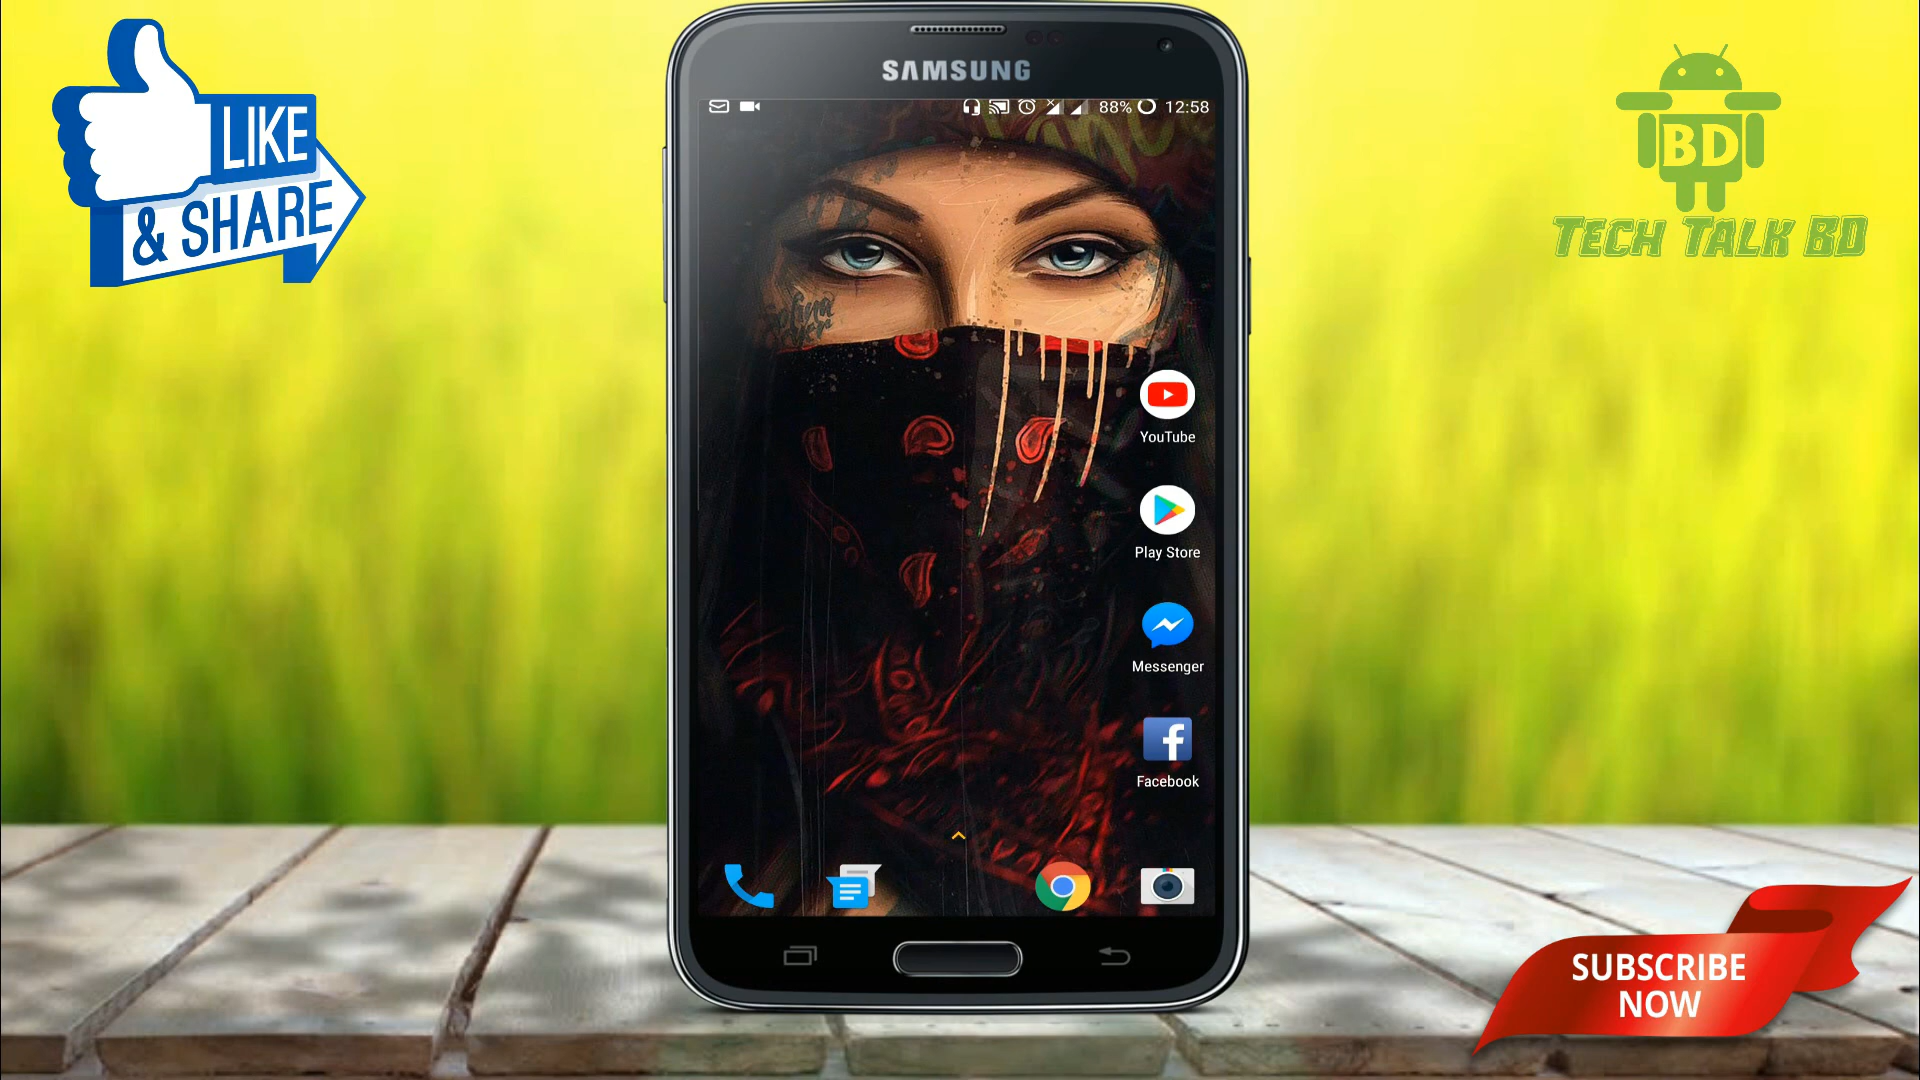 LIKE
& SHARE
SAMSUNG
88% 12:58
BD
TECH TALK BD
YouTube
Play Store
Messenger
Facebook
SUBSCRIBE
NOW